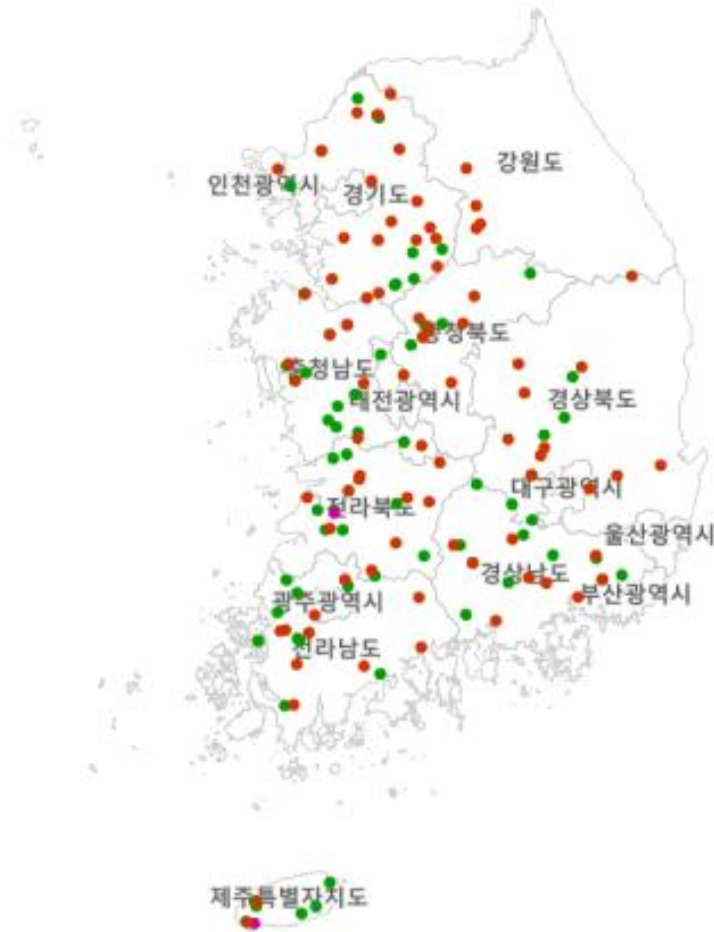 강원도
인천광역시
경기도
충청북도
충청남도
대전광역시
경상북도
대구광역시
전라북도
울산광역시
경상남도
부산광역시
광주광역시
전라남도
제주특별자치도